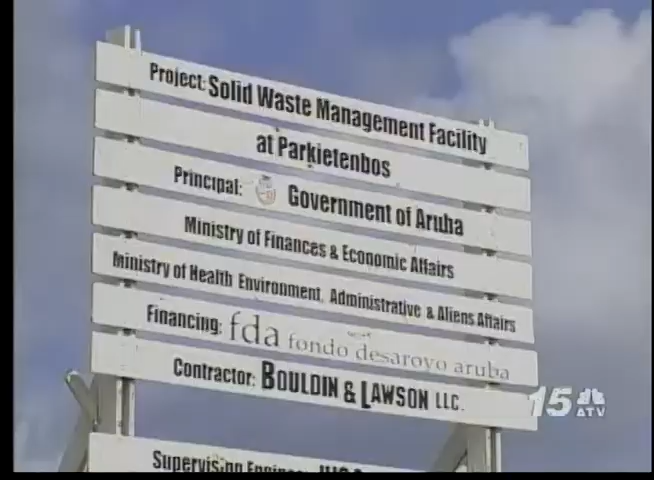 Project: Solid Waste Management Facility
at Parkietenbos
Principal: Government of Aruba
Ministry of Finances & Economic Affairs
Ministry of Health Environment, Administrative & Aliens Affairs
Financing: fda fondo desaroyo aruba
Contractor: BOULDIN & LAWSON LLC.
Supervising
15 ATV